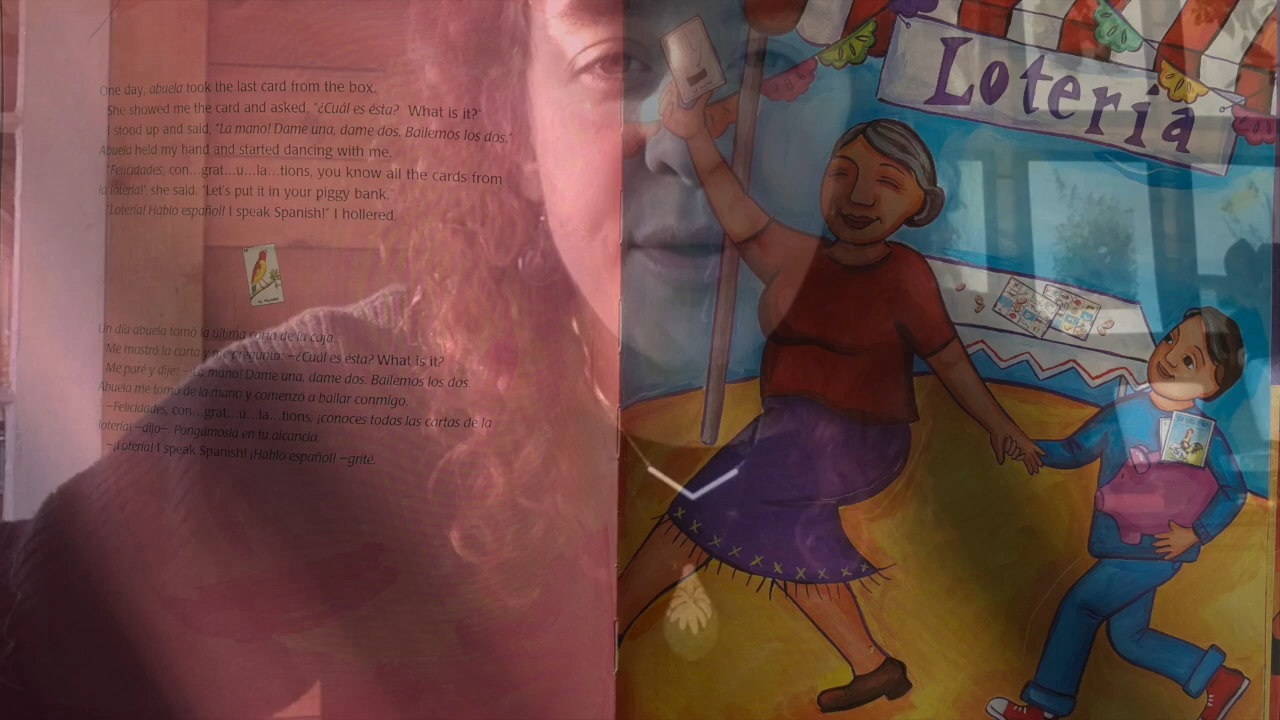 One day, abuela took the last card from the box.
She showed me the card and asked, "¿Cuál es ésta? What is it?"
I stood up and said, "La mano! Dame una, dame dos. Bailemos los dos."
Abuela held my hand and started dancing with me.
"Felicidades, con...grat...u...la...tions, you know all the cards from
la lotería!" she said. "Let's put it in your piggy bank."
"Lotería! Hablo español! I speak Spanish!" I hollered.
Un día abuela tomó la última carta de la caja.
Me mostró la carta y me preguntó: —¿Cuál es ésta? What is it?
Me paré y dije: —¡La mano! Dame una, dame dos. Bailemos los dos.
Abuela me tomó de la mano y comenzó a bailar conmigo.
—Felicidades, con...grat...u...la...tions, ¡conoces todas las cartas de la
lotería! —dijo—. Pongámosla en tu alcancía.
—¡Lotería! I speak Spanish! ¡Hablo español! —grité.
Lotería